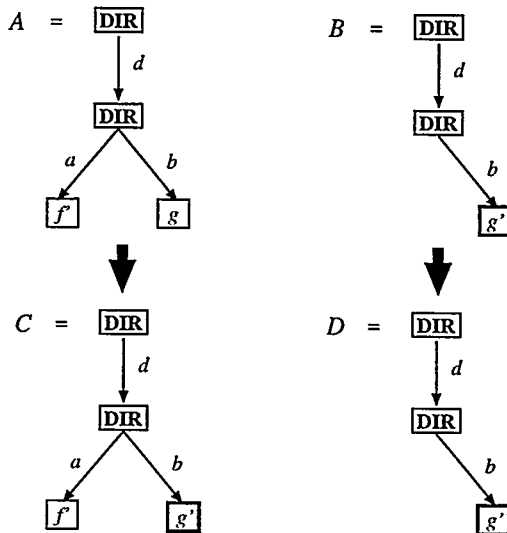 A = DIR B = DIR
d d
DIR DIR
a b b
f' g g'
C = DIR D = DIR
d d
DIR DIR
a b b
f' g' g'